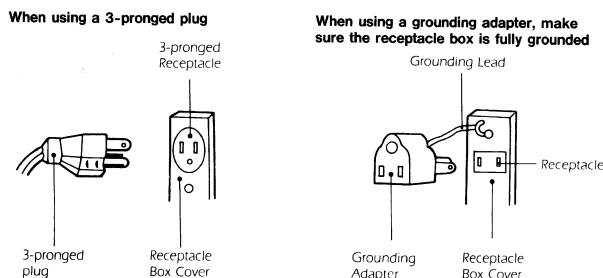 When using a 3-pronged plug
3-pronged
Receptacle
3-pronged
plug
Receptacle
Box Cover
When using a grounding adapter, make
sure the receptacle box is fully grounded
Grounding Lead
Receptacle
Grounding
Adapter
Receptacle
Box Cover